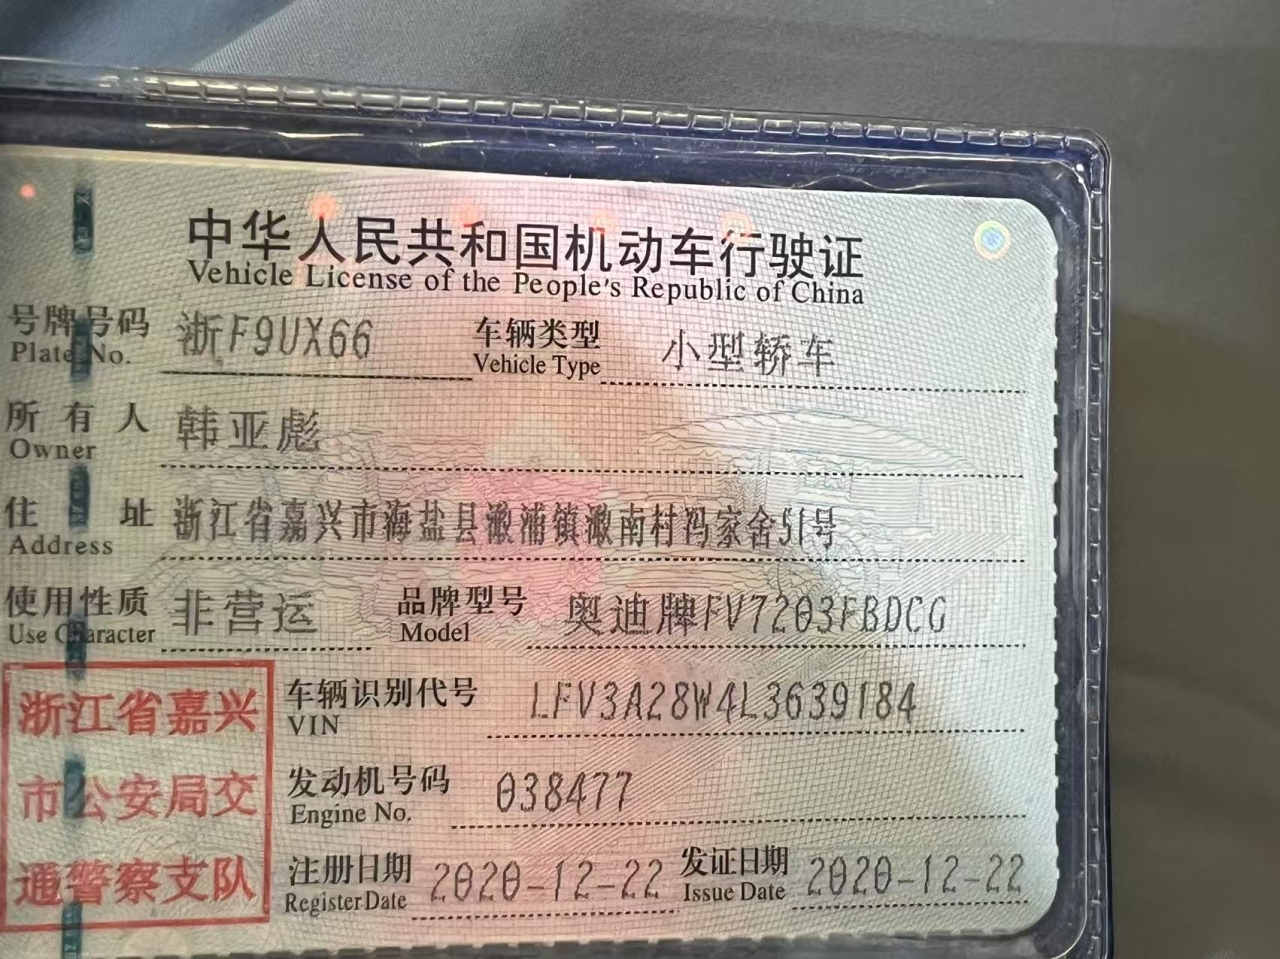 中华人民共和国机动车行驶证
Vehicle License of the People's Republic of China
号牌号码 浙F9UX66 车辆类型 小型轿车
Plate No. Vehicle Type
所有人 韩亚彪
Owner
住址 浙江省嘉兴市海盐县澉浦镇澉南村冯家舍51号
Address
使用性质 非营运 品牌型号 奥迪牌FV7203FBDCG
Use Character Model
车辆识别代号 LFV3A28W4L3639184
VIN
发动机号码 038477
Engine No.
注册日期 2020-12-22 发证日期 2020-12-22
Register Date Issue Date
浙江省嘉兴
市公安局交
通警察支队